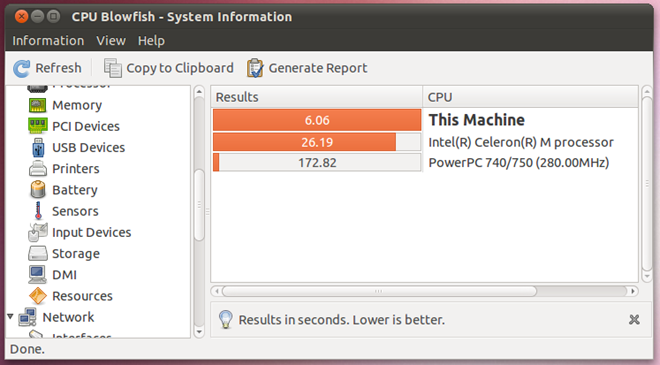 CPU Blowfish - System Information
Information View Help
Refresh Copy to Clipboard Generate Report
Processor
Memory
PCI Devices
USB Devices
Printers
Battery
Sensors
Input Devices
Storage
DMI
Resources
Network
Interfaces
Results CPU
6.06 This Machine
26.19 Intel(R) Celeron(R) M processor
172.82 PowerPC 740/750 (280.00MHz)
Results in seconds. Lower is better.
Done.